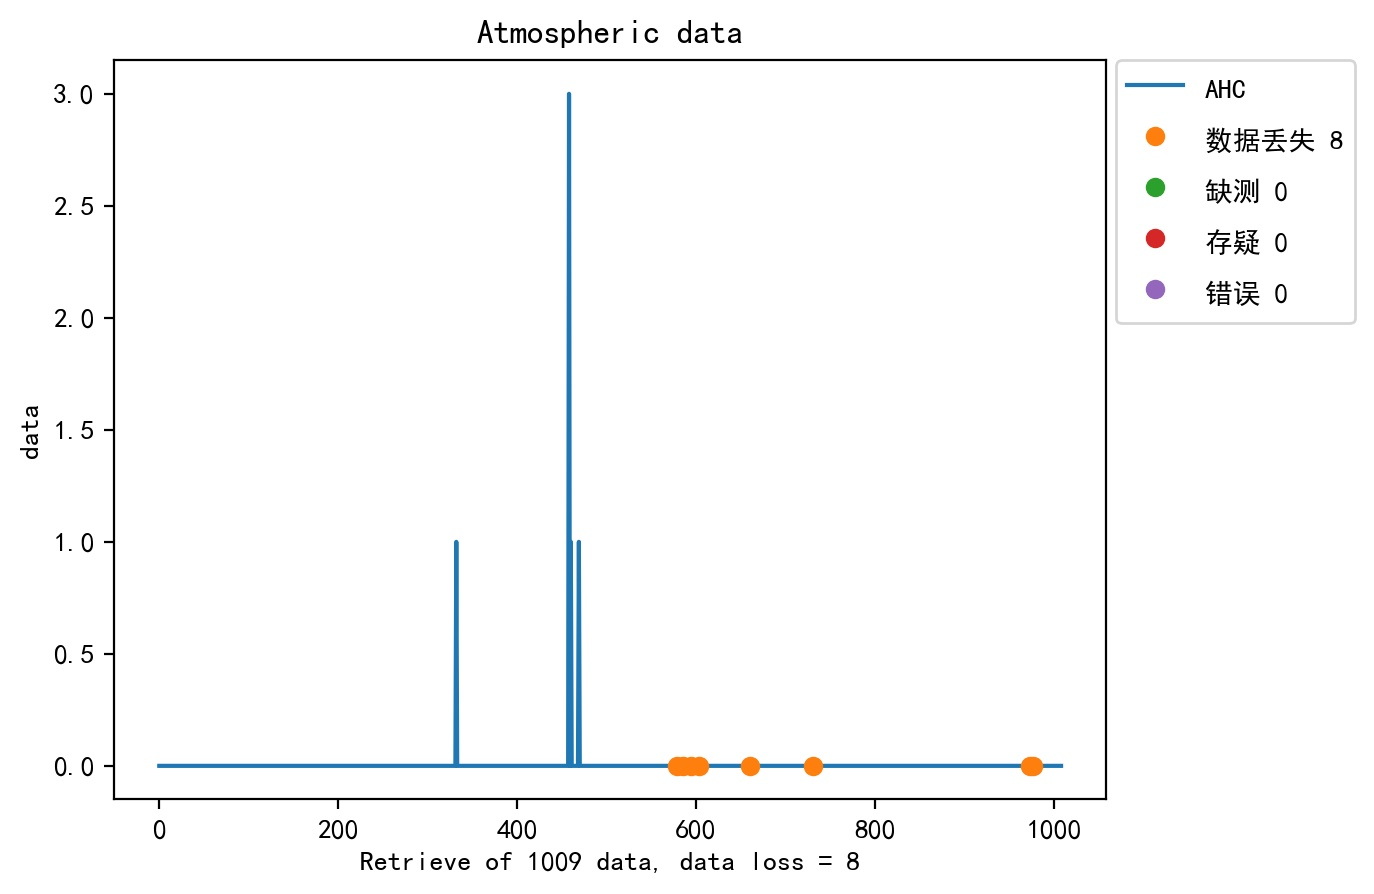 Atmospheric data
3.0
2.5
2.0
1.5
1.0
0.5
0.0
data
0 200 400 600 800 1000
Retrieve of 1009 data, data loss = 8
AHC
数据丢失 8
缺测 0
存疑 0
错误 0